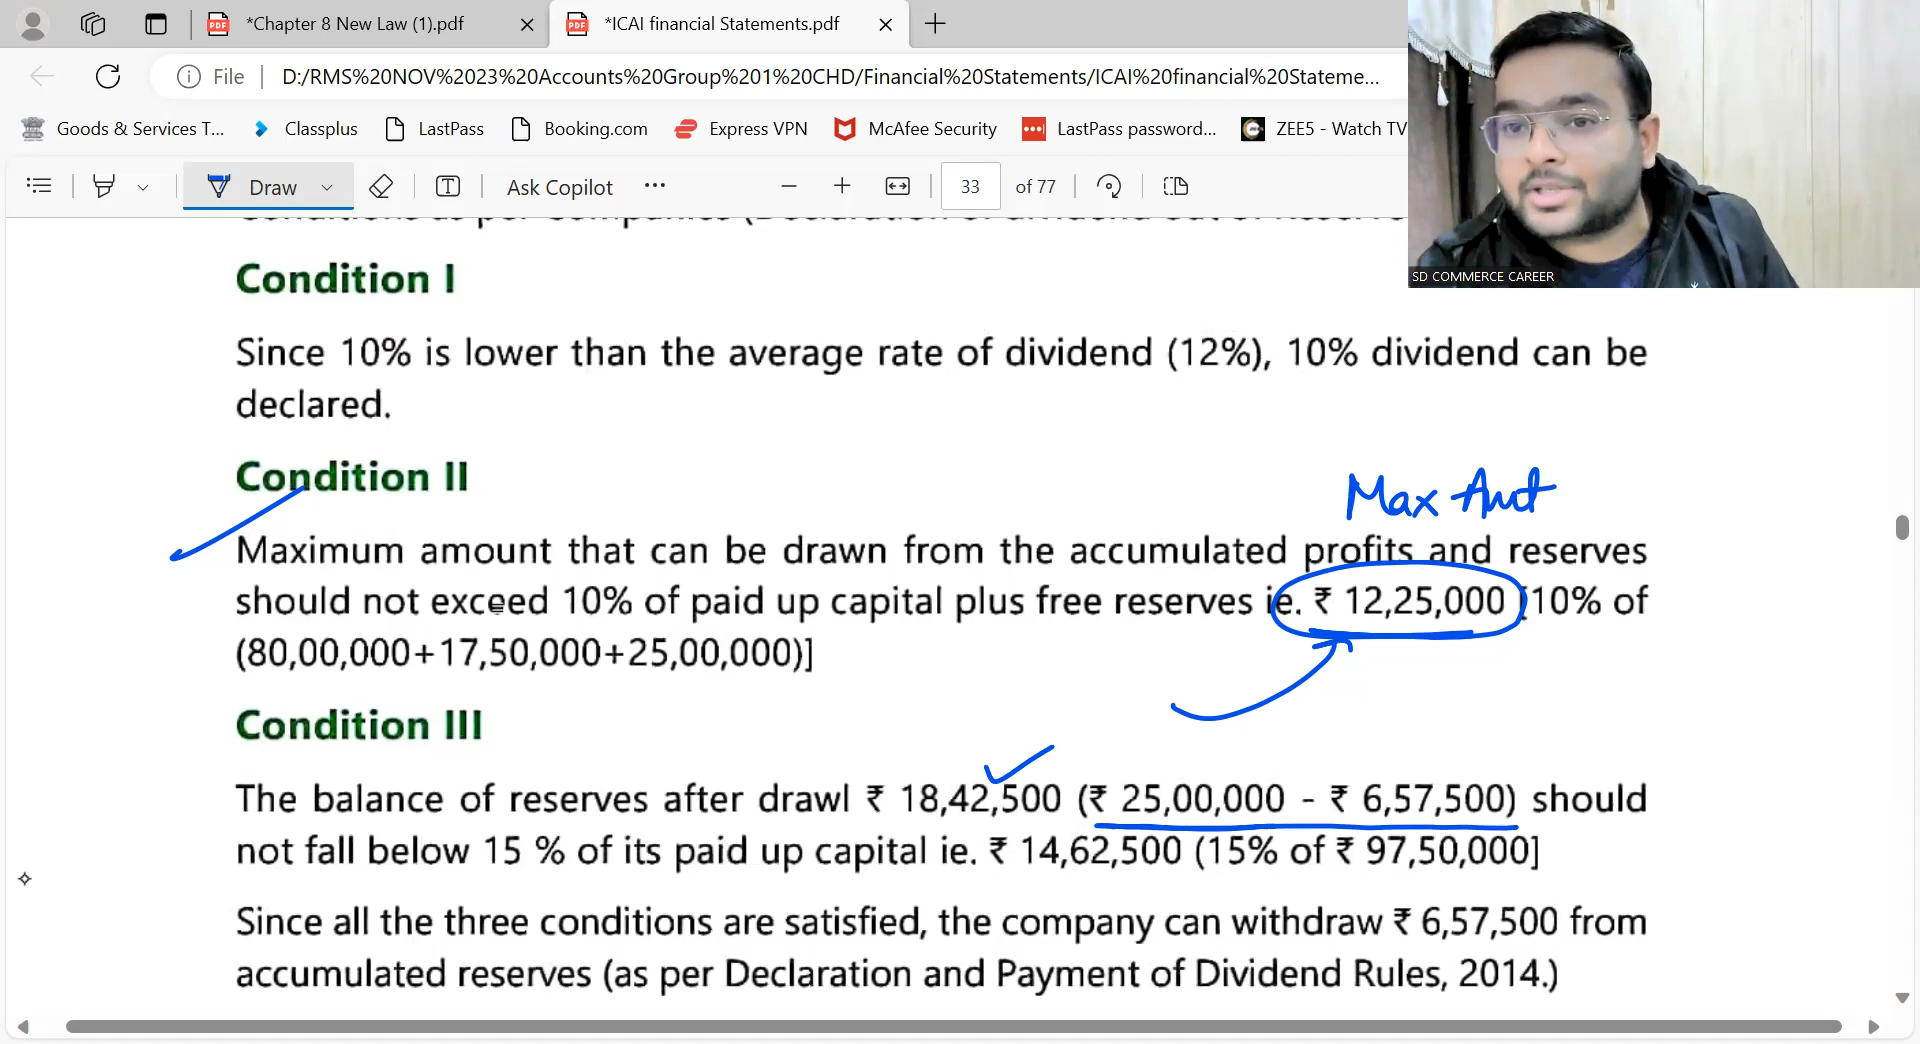 *Chapter 8 New Law (1).pdf
*ICAI financial Statements.pdf
File
D:/RMS%20NOV%2023%20Accounts%20Group%201%20CHD/Financial%20Statements/ICAI%20financial%20Stateme...
Goods & Services T...
Classplus
LastPass
Booking.com
Express VPN
McAfee Security
LastPass password...
ZEE5 - Watch TV
Draw
Ask Copilot
33 of 77
SD COMMERCE CAREER
Condition I
Since 10% is lower than the average rate of dividend (12%), 10% dividend can be
declared.
Condition II
Max Amt
Maximum amount that can be drawn from the accumulated profits and reserves
should not exceed 10% of paid up capital plus free reserves ie. ₹ 12,25,000 [10% of
(80,00,000+17,50,000+25,00,000)]
Condition III
The balance of reserves after drawl ₹ 18,42,500 (₹ 25,00,000 - ₹ 6,57,500) should
not fall below 15 % of its paid up capital ie. ₹ 14,62,500 (15% of ₹ 97,50,000]
Since all the three conditions are satisfied, the company can withdraw ₹ 6,57,500 from
accumulated reserves (as per Declaration and Payment of Dividend Rules, 2014.)